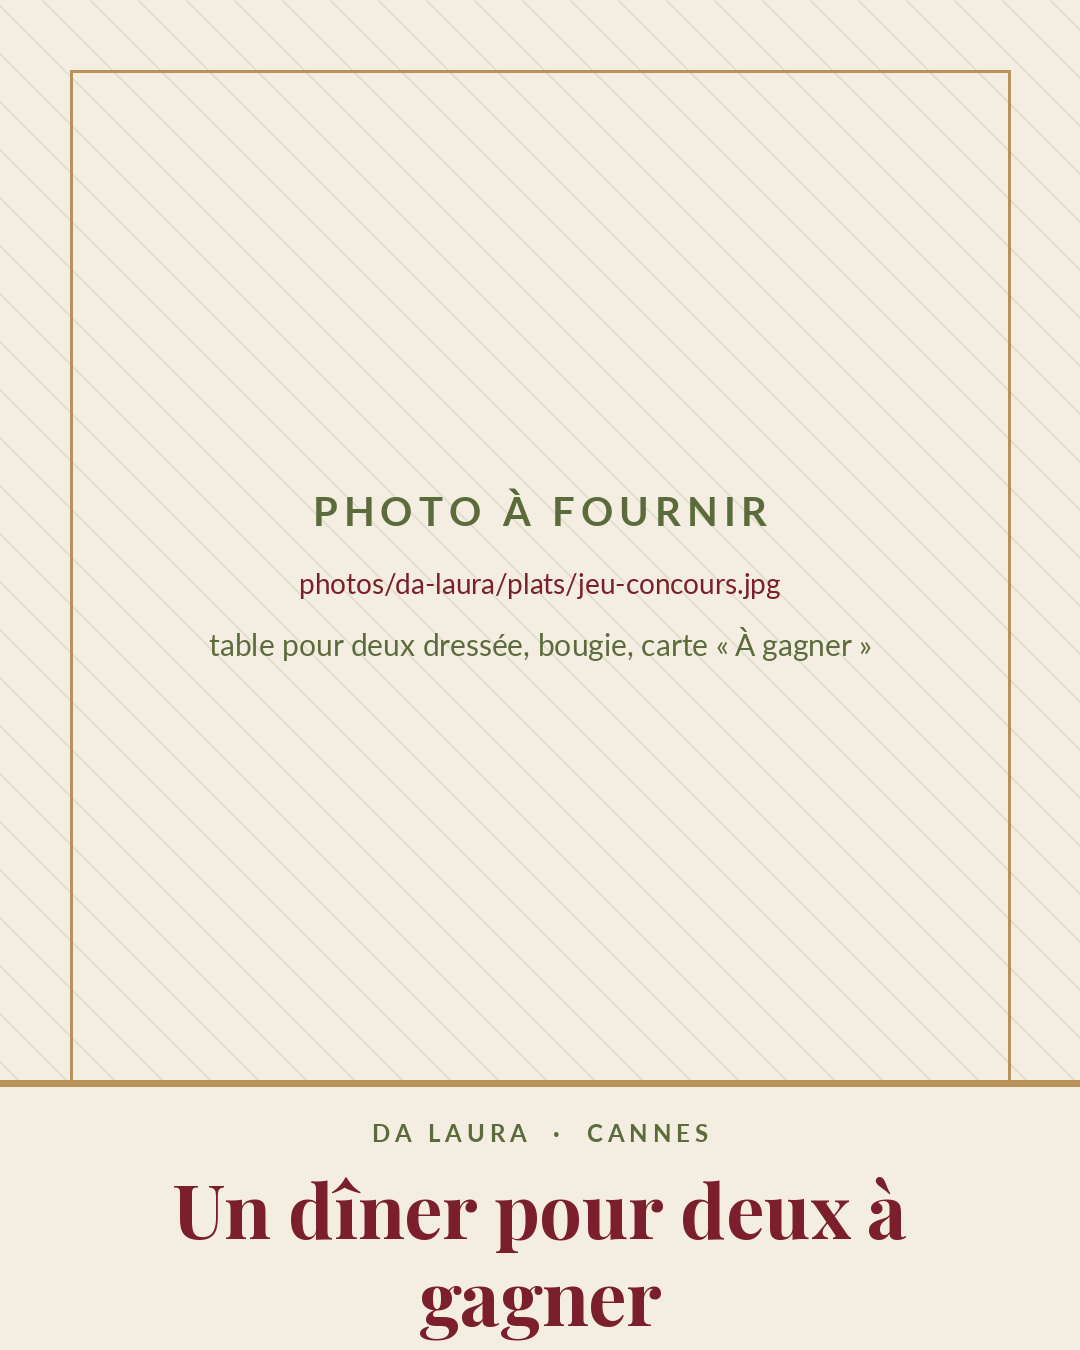 PHOTO À FOURNIR
photos/da-laura/plats/jeu-concours.jpg
table pour deux dressée, bougie, carte « À gagner »
DA LAURA · CANNES
Un dîner pour deux à
gagner